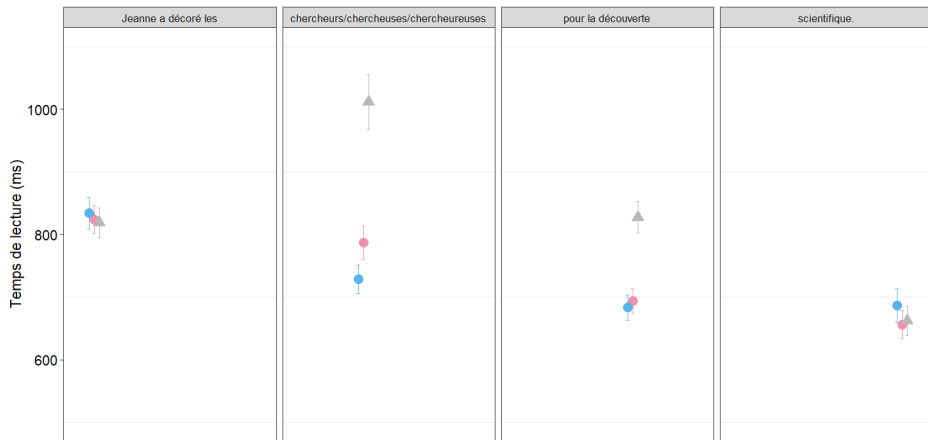 Jeanne a décoré les
chercheurs/chercheuses/chercheureuses
pour la découverte
scientifique.
Temps de lecture (ms)
1000
800
600